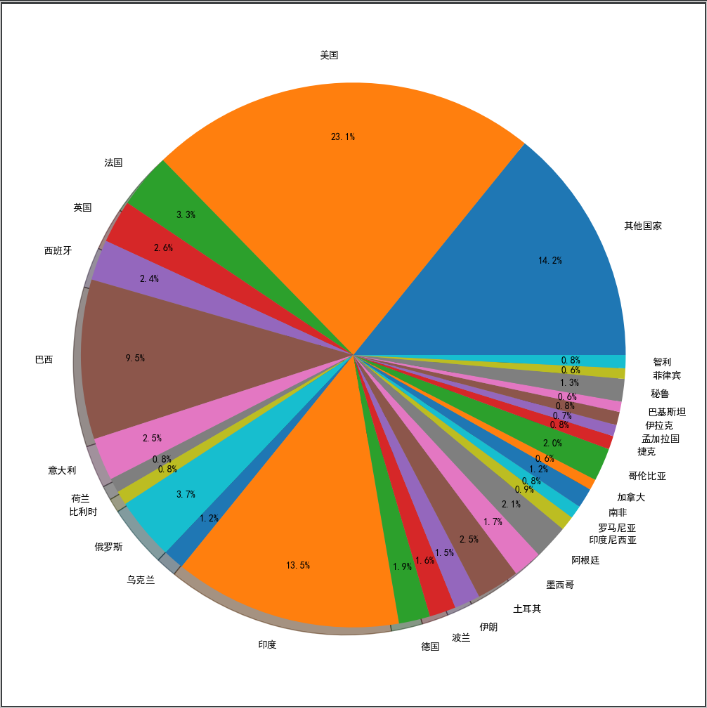 美国
23.1%
法国
3.3%
其他国家
14.2%
英国
2.6%
西班牙
2.4%
巴西
9.5%
意大利
2.5%
荷兰
0.8%
比利时
0.8%
俄罗斯
3.7%
乌克兰
1.2%
印度
13.5%
德国
1.9%
波兰
1.6%
伊朗
1.5%
土耳其
2.5%
墨西哥
1.7%
阿根廷
2.1%
印度尼西亚
0.9%
罗马尼亚
0.8%
南非
1.2%
加拿大
0.6%
哥伦比亚
2.0%
捷克
0.8%
孟加拉国
0.7%
伊拉克
0.8%
巴基斯坦
0.6%
秘鲁
1.3%
菲律宾
0.6%
智利
0.8%